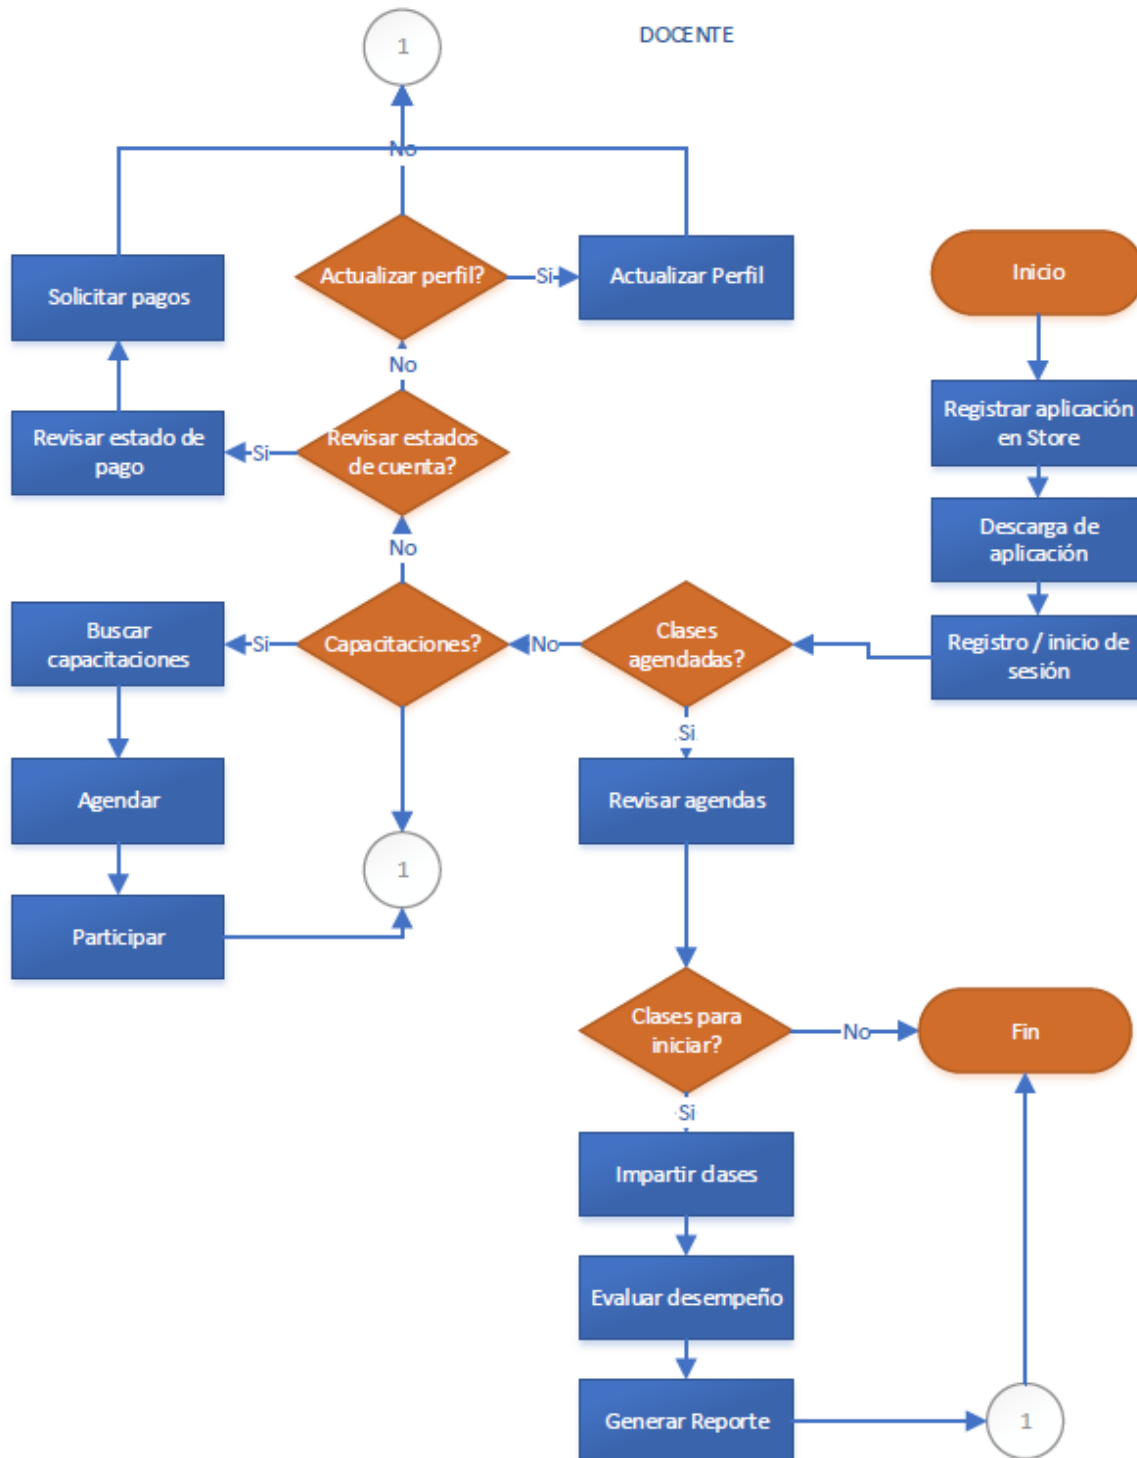 1
DOCENTE
No
Actualizar perfil?
Si
Actualizar Perfil
Inicio
Solicitar pagos
No
Registrar aplicación
en Store
Revisar estado de
pago
Si
Revisar estados
de cuenta?
Descarga de
aplicación
No
Buscar
capacitaciones
Si
Capacitaciones?
No
Clases
agendadas?
Registro / inicio de
sesión
Si
Agendar
Revisar agendas
1
Participar
Clases para
iniciar?
No
Fin
Si
Impartir clases
Evaluar desempeño
Generar Reporte
1